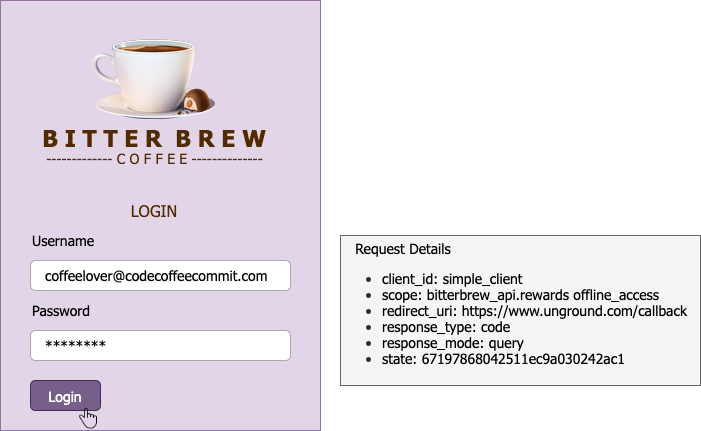 BITTER BREW
------------- COFFEE --------------
LOGIN
Username
coffeelover@codecoffeecommit.com
Password
********
Login
Request Details
• client_id: simple_client
• scope: bitterbrew_api.rewards offline_access
• redirect_uri: https://www.unground.com/callback
• response_type: code
• response_mode: query
• state: 67197868042511ec9a030242ac1